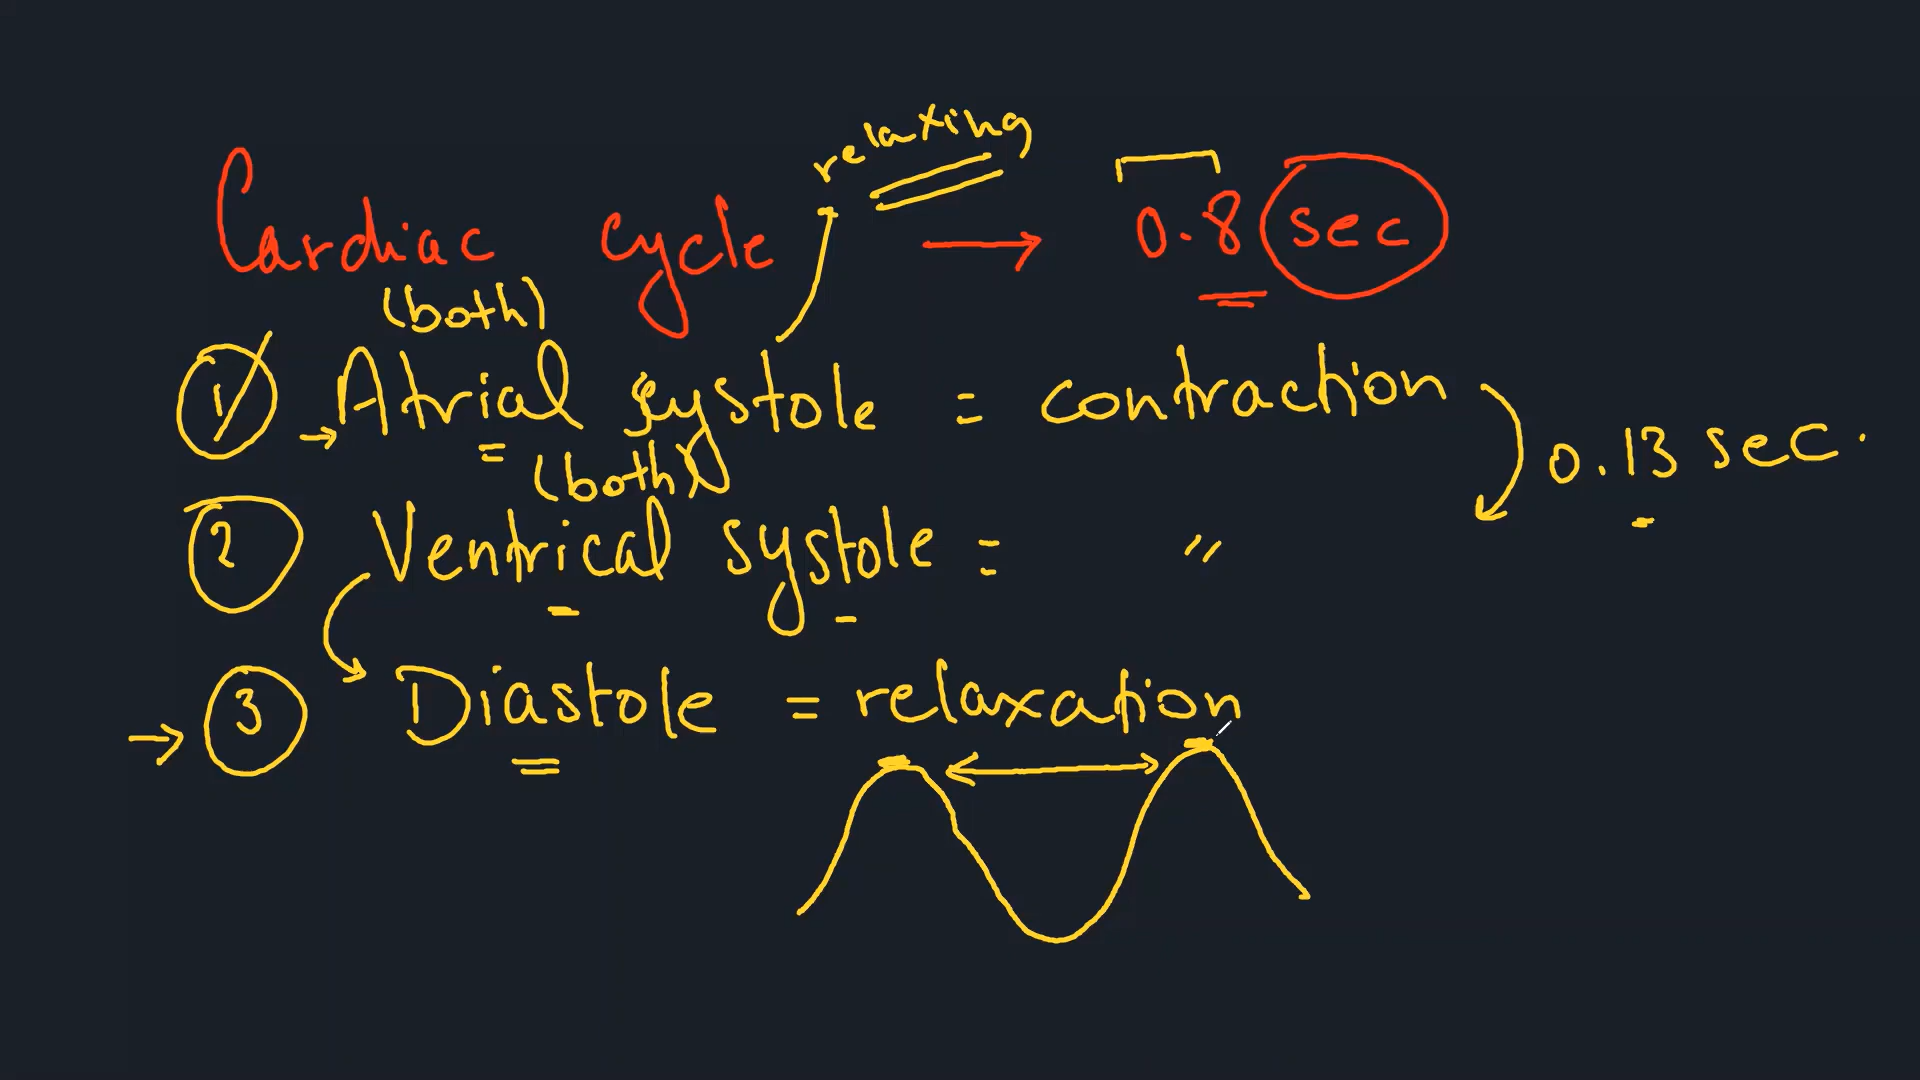 relaxing
Cardiac cycle → 0.8 sec
(both)
1 → Atrial systole = contraction
0.13 sec.
(both)
2 Ventrical systole = "
→ 3 Diastole = relaxation